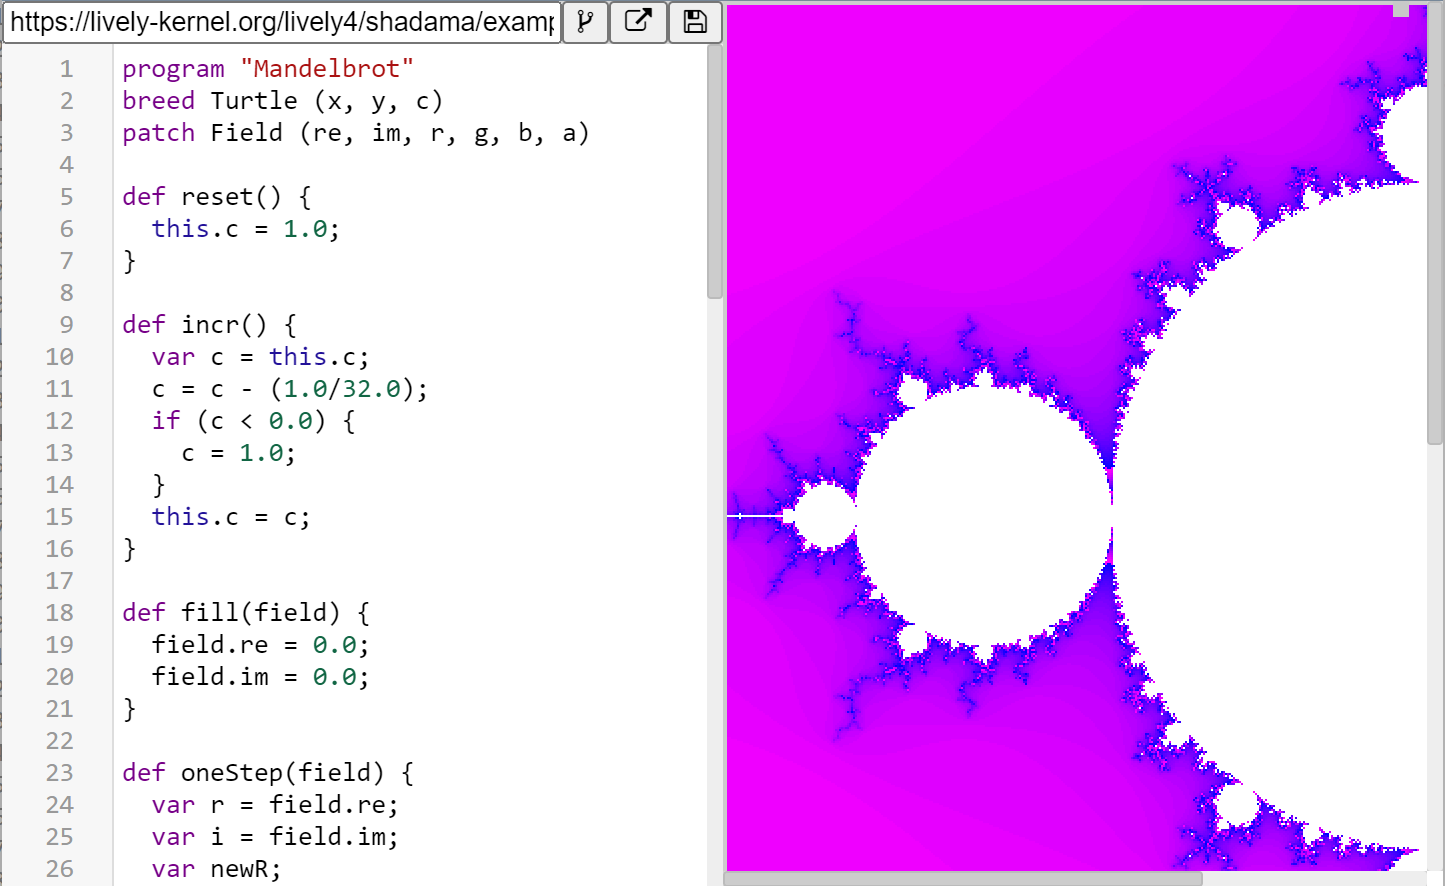 https://lively-kernel.org/lively4/shadama/examp
1 program "Mandelbrot"
2 breed Turtle (x, y, c)
3 patch Field (re, im, r, g, b, a)
4
5 def reset() {
6   this.c = 1.0;
7 }
8
9 def incr() {
10   var c = this.c;
11   c = c - (1.0/32.0);
12   if (c < 0.0) {
13     c = 1.0;
14   }
15   this.c = c;
16 }
17
18 def fill(field) {
19   field.re = 0.0;
20   field.im = 0.0;
21 }
22
23 def oneStep(field) {
24   var r = field.re;
25   var i = field.im;
26   var newR;